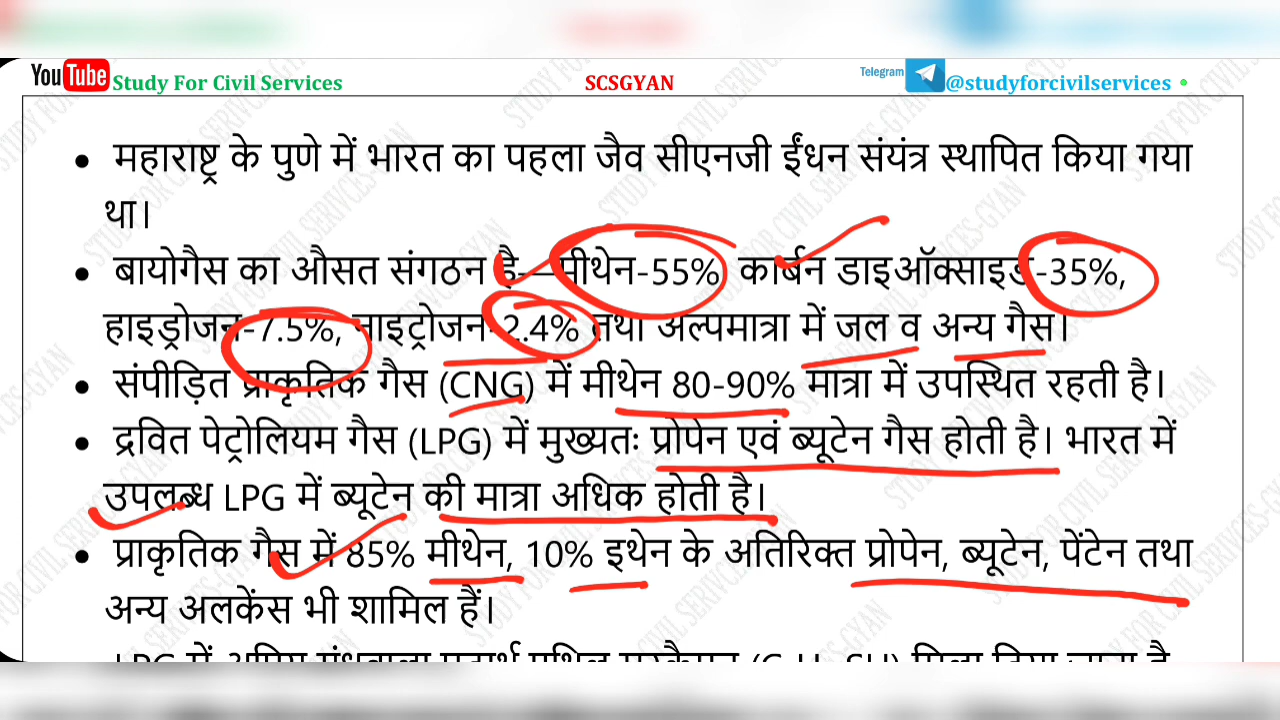 YouTube Study For Civil Services SCSGYAN Telegram @studyforcivilservices
• महाराष्ट्र के पुणे में भारत का पहला जैव सीएनजी ईंधन संयंत्र स्थापित किया गया
था।
• बायोगैस का औसत संगठन है—मीथेन-55% कार्बन डाइऑक्साइड-35%,
हाइड्रोजन-7.5%, नाइट्रोजन-2.4% तथा अल्पमात्रा में जल व अन्य गैस।
• संपीड़ित प्राकृतिक गैस (CNG) में मीथेन 80-90% मात्रा में उपस्थित रहती है।
• द्रवित पेट्रोलियम गैस (LPG) में मुख्यतः प्रोपेन एवं ब्यूटेन गैस होती है। भारत में
उपलब्ध LPG में ब्यूटेन की मात्रा अधिक होती है।
• प्राकृतिक गैस में 85% मीथेन, 10% इथेन के अतिरिक्त प्रोपेन, ब्यूटेन, पेंटेन तथा
अन्य अलकेंस भी शामिल हैं।
LPG में